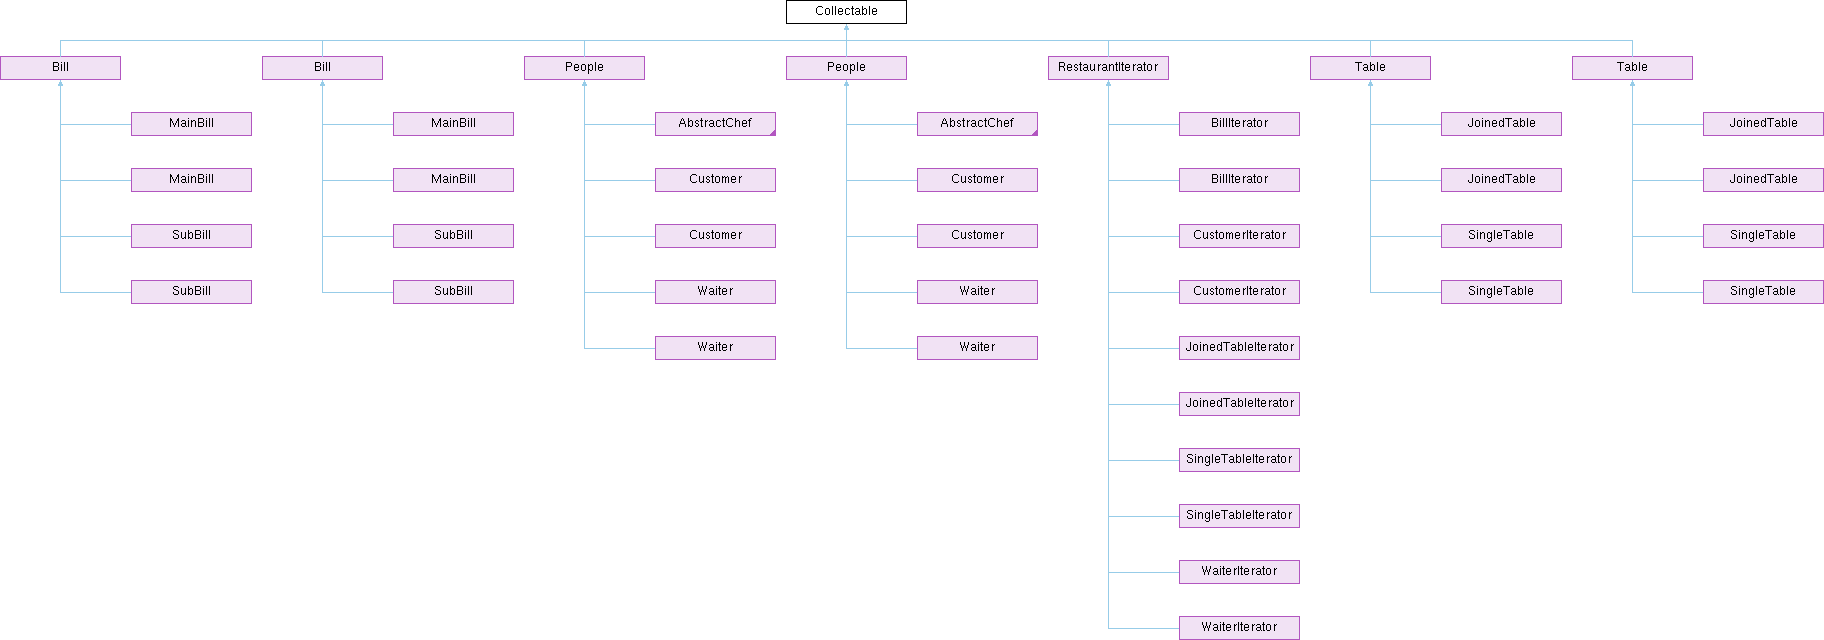 Collectable
Bill
Bill
People
People
RestaurantIterator
Table
Table
MainBill
MainBill
AbstractChef
AbstractChef
BillIterator
JoinedTable
JoinedTable
MainBill
MainBill
Customer
Customer
BillIterator
JoinedTable
JoinedTable
SubBill
SubBill
Customer
Customer
CustomerIterator
SingleTable
SingleTable
SubBill
SubBill
Waiter
Waiter
CustomerIterator
SingleTable
SingleTable
Waiter
Waiter
JoinedTableIterator
JoinedTableIterator
SingleTableIterator
SingleTableIterator
WaiterIterator
WaiterIterator